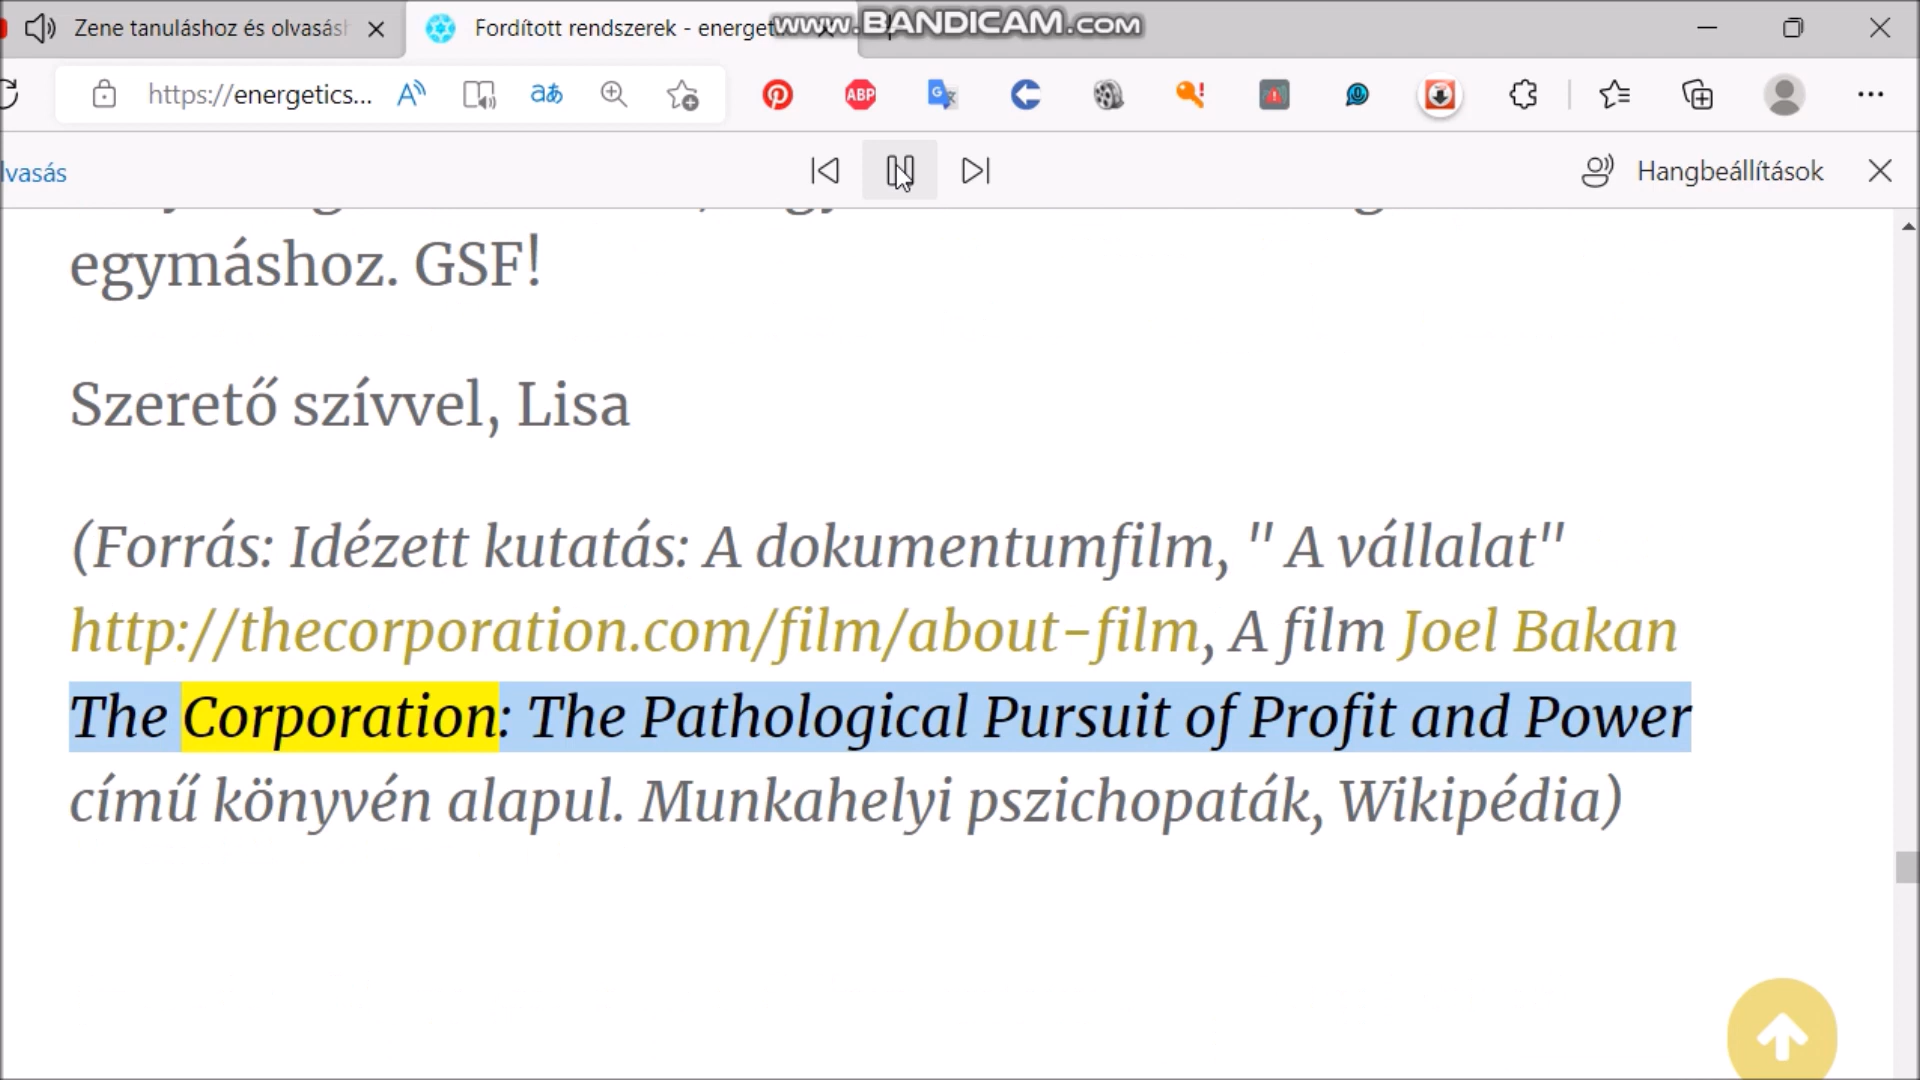 Zene tanuláshoz és olvasásh
Fordított rendszerek - energet
www.BANDICAM.com
https://energetics...
ABP
Hangbeállítások
egymáshoz. GSF!
Szerető szívvel, Lisa
(Forrás: Idézett kutatás: A dokumentumfilm, " A vállalat"
http://thecorporation.com/film/about-film, A film Joel Bakan
The Corporation: The Pathological Pursuit of Profit and Power
című könyvén alapul. Munkahelyi pszichopaták, Wikipédia)